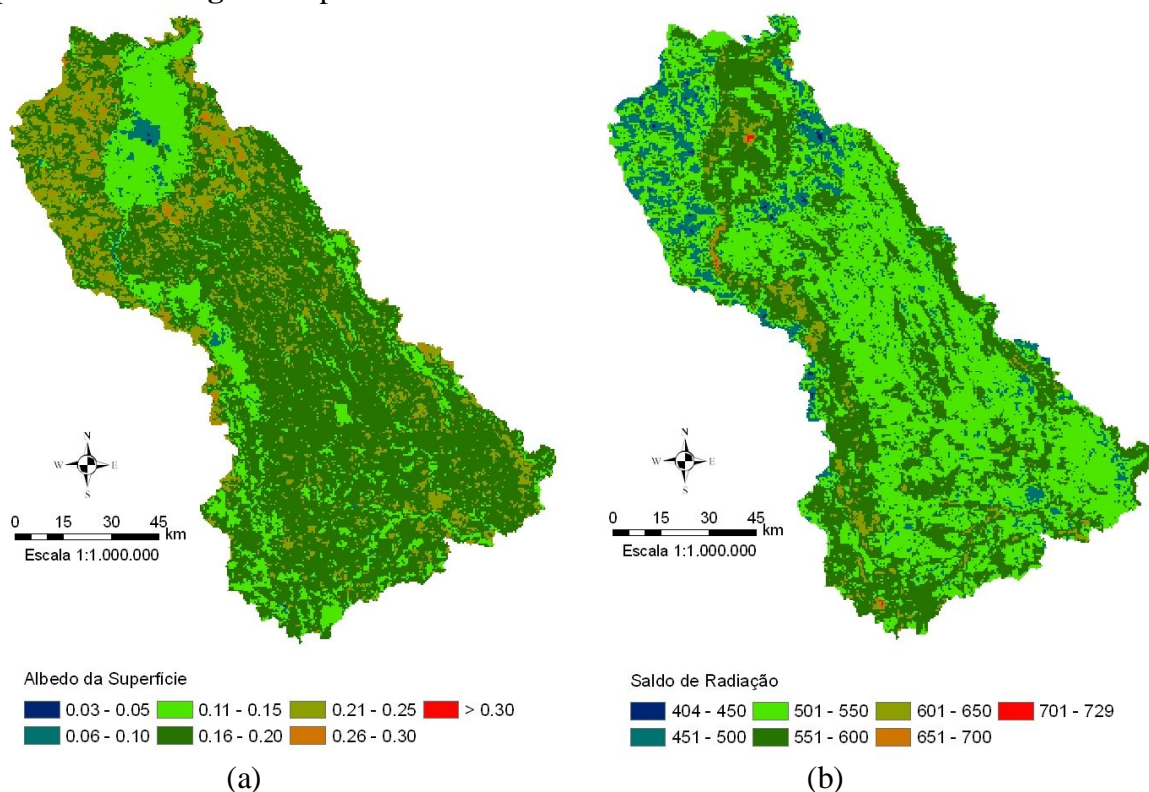 N
W E
S
0 15 30 45
km
Escala 1:1.000.000
Albedo da Superfície
0.03 - 0.05 0.11 - 0.15 0.21 - 0.25 > 0.30
0.06 - 0.10 0.16 - 0.20 0.26 - 0.30
(a)
N
W E
S
0 15 30 45
km
Escala 1:1.000.000
Saldo de Radiação
404 - 450 501 - 550 601 - 650 701 - 729
451 - 500 551 - 600 651 - 700
(b)